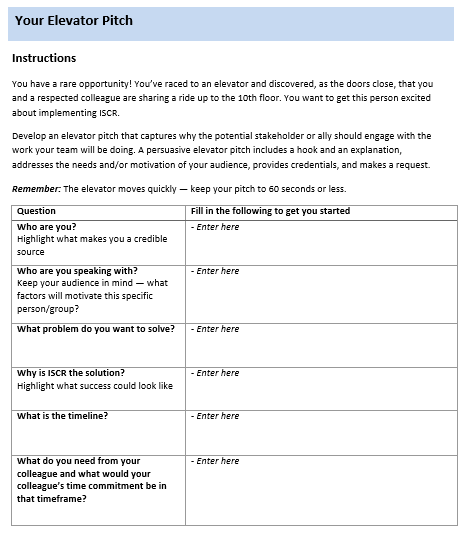 Your Elevator Pitch
Instructions
You have a rare opportunity! You’ve raced to an elevator and discovered, as the doors close, that you
and a respected colleague are sharing a ride up to the 10th floor. You want to get this person excited
about implementing ISCR.
Develop an elevator pitch that captures why the potential stakeholder or ally should engage with the
work your team will be doing. A persuasive elevator pitch includes a hook and an explanation,
addresses the needs and/or motivation of your audience, provides credentials, and makes a request.
Remember: The elevator moves quickly — keep your pitch to 60 seconds or less.
Question Fill in the following to get you started
Who are you? - Enter here
Highlight what makes you a credible
source
Who are you speaking with? - Enter here
Keep your audience in mind — what
factors will motivate this specific
person/group?
What problem do you want to solve? - Enter here
Why is ISCR the solution? - Enter here
Highlight what success could look like
What is the timeline? - Enter here
What do you need from your - Enter here
colleague and what would your
colleague’s time commitment be in
that timeframe?